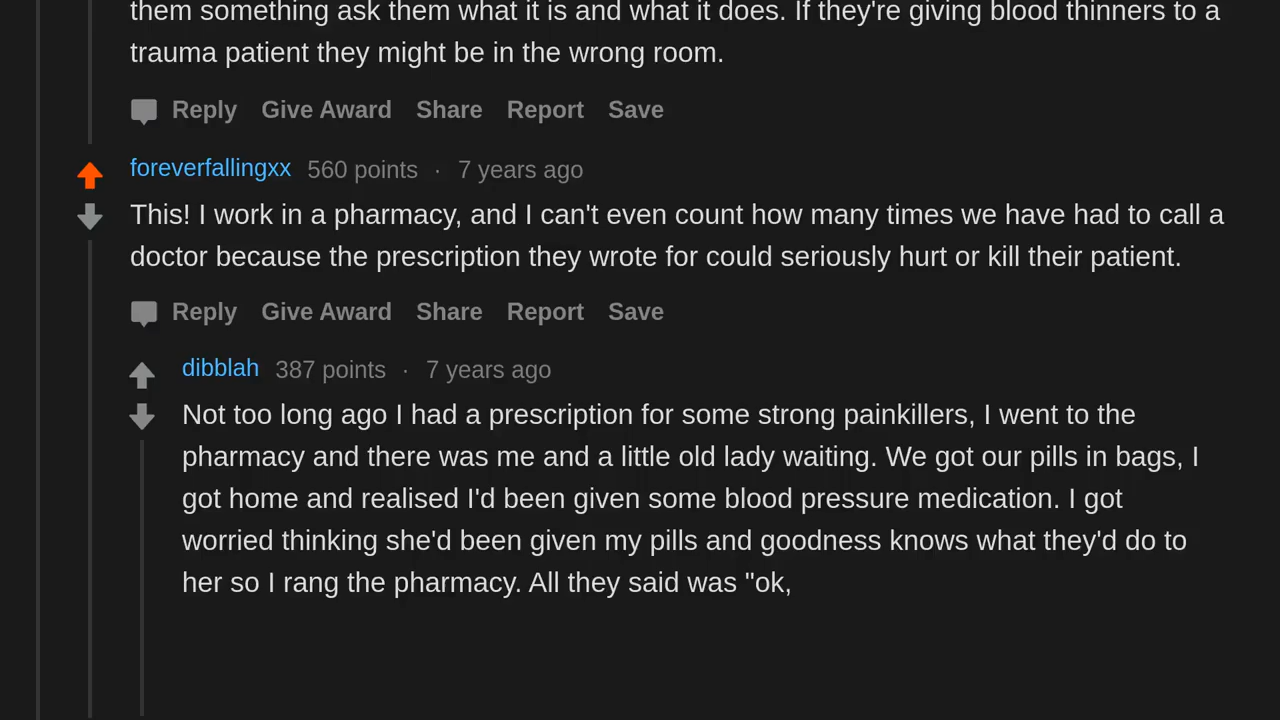 them something ask them what it is and what it does. If they're giving blood thinners to a
trauma patient they might be in the wrong room.
Reply Give Award Share Report Save
foreverfallingxx 560 points · 7 years ago
This! I work in a pharmacy, and I can't even count how many times we have had to call a
doctor because the prescription they wrote for could seriously hurt or kill their patient.
Reply Give Award Share Report Save
dibblah 387 points · 7 years ago
Not too long ago I had a prescription for some strong painkillers, I went to the
pharmacy and there was me and a little old lady waiting. We got our pills in bags, I
got home and realised I'd been given some blood pressure medication. I got
worried thinking she'd been given my pills and goodness knows what they'd do to
her so I rang the pharmacy. All they said was "ok,